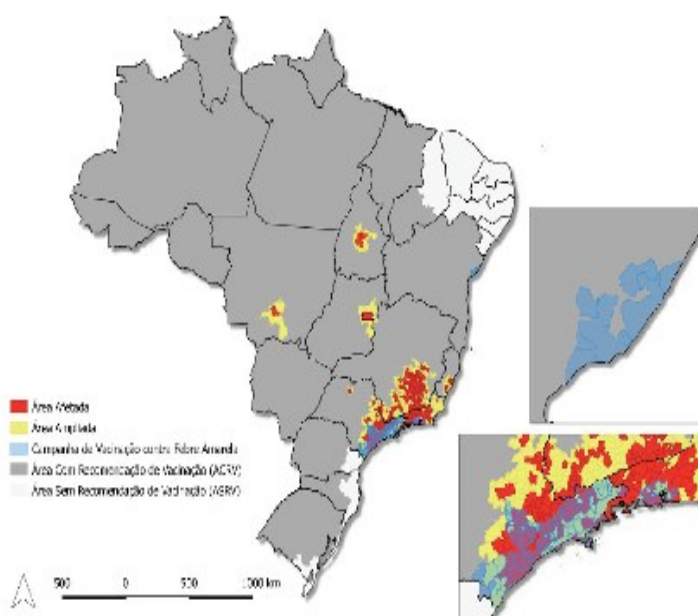 Área Afetada
Área Ampliada
Campanha de Vacinação contra Febre Amarela
Área Com Recomendação de Vacinação (ACRV)
Área Sem Recomendação de Vacinação (ASRV)
500 0 500 1000 km